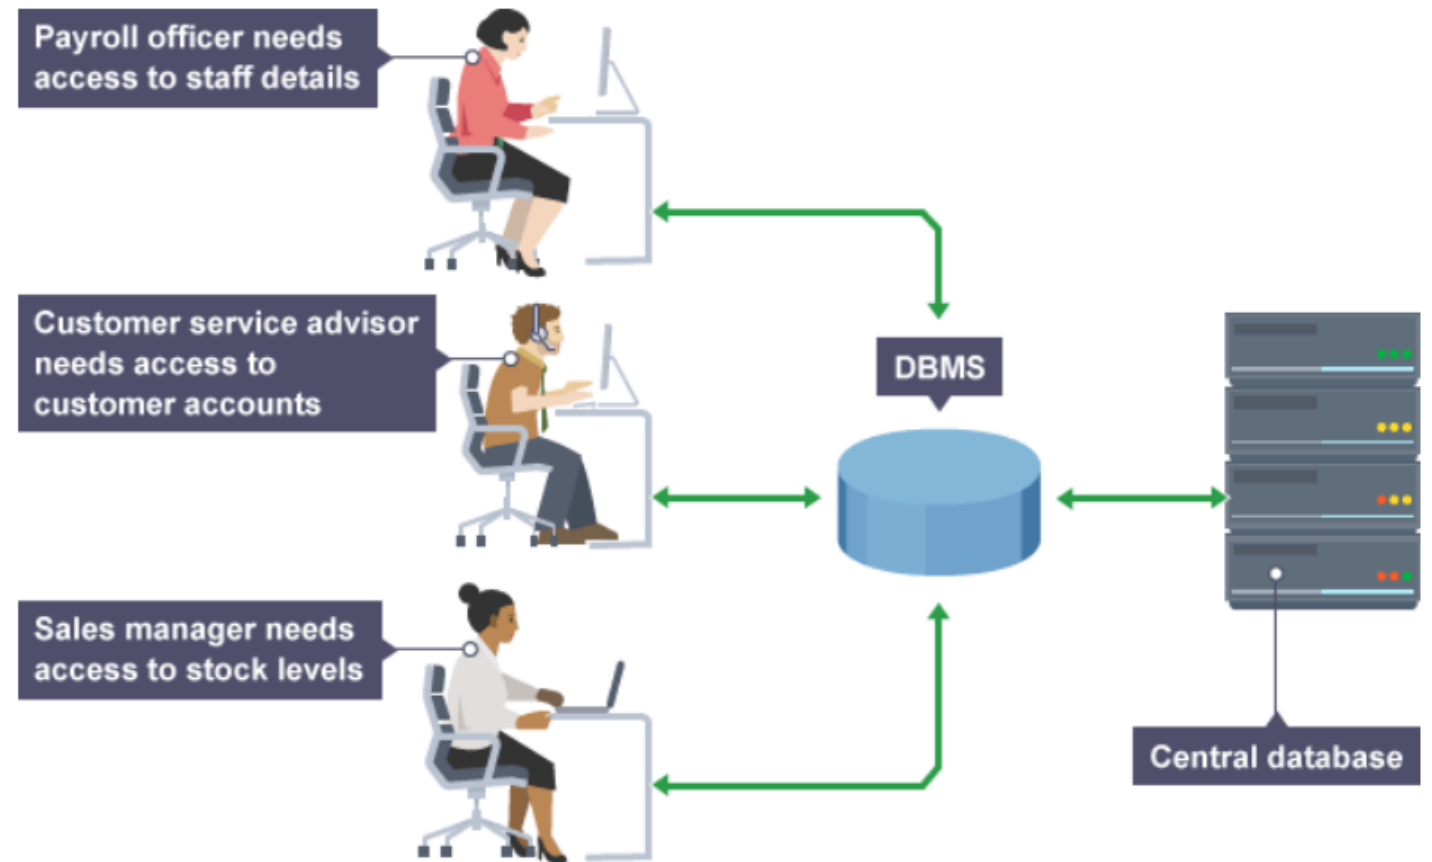 Payroll officer needs
access to staff details
Customer service advisor
needs access to
customer accounts
DBMS
Sales manager needs
access to stock levels
Central database